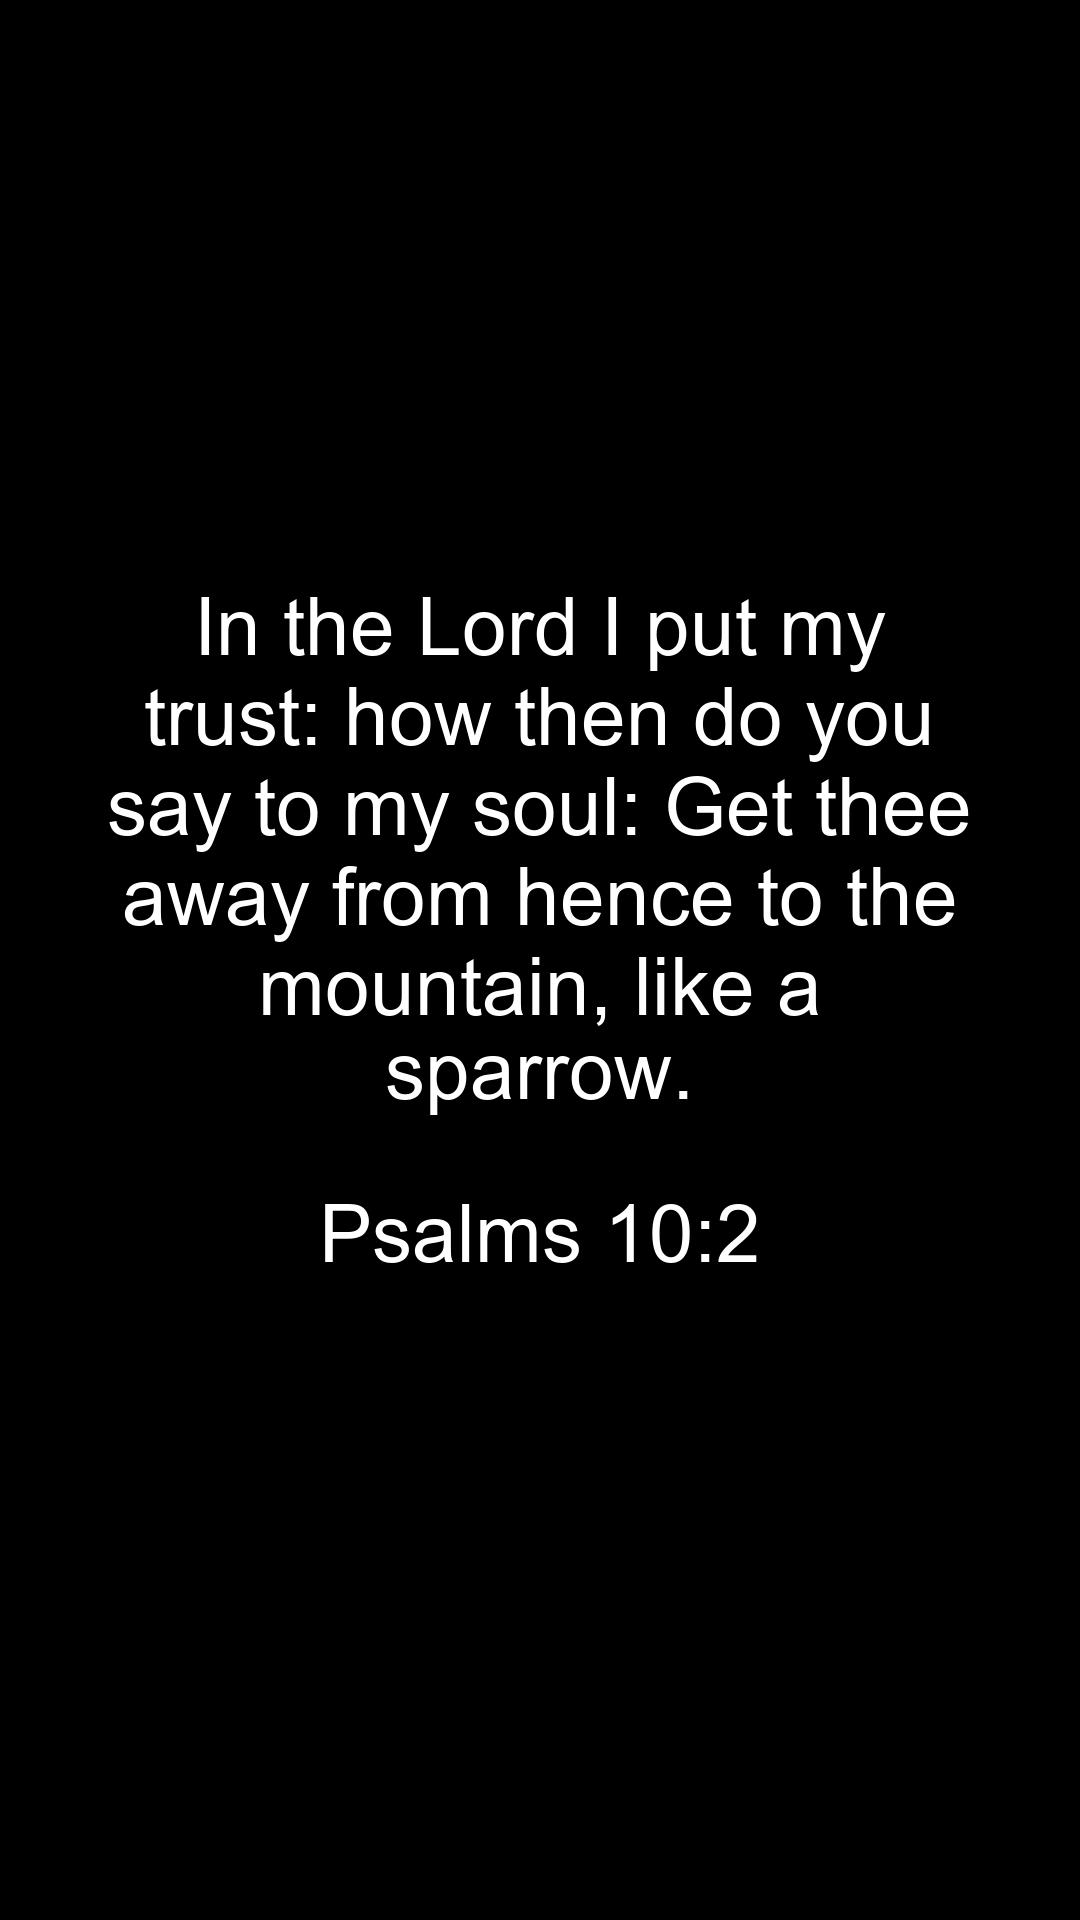 In the Lord I put my
trust: how then do you
say to my soul: Get thee
away from hence to the
mountain, like a
sparrow.
Psalms 10:2